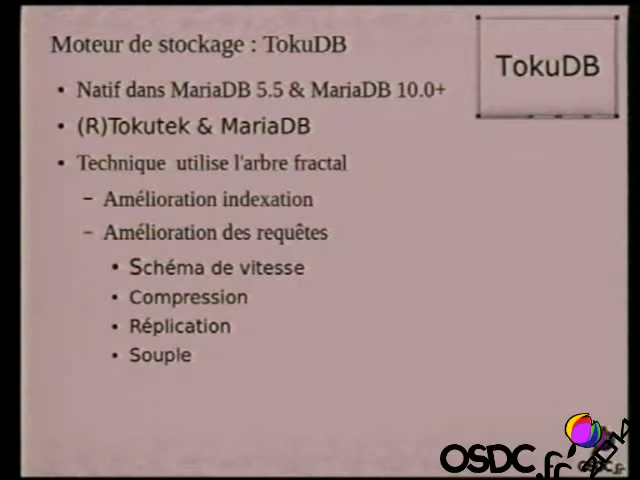 Moteur de stockage : TokuDB
TokuDB
• Natif dans MariaDB 5.5 & MariaDB 10.0+
• (R)Tokutek & MariaDB
• Technique utilise l'arbre fractal
– Amélioration indexation
– Amélioration des requêtes
• Schéma de vitesse
• Compression
• Réplication
• Souple
OSDC.fr